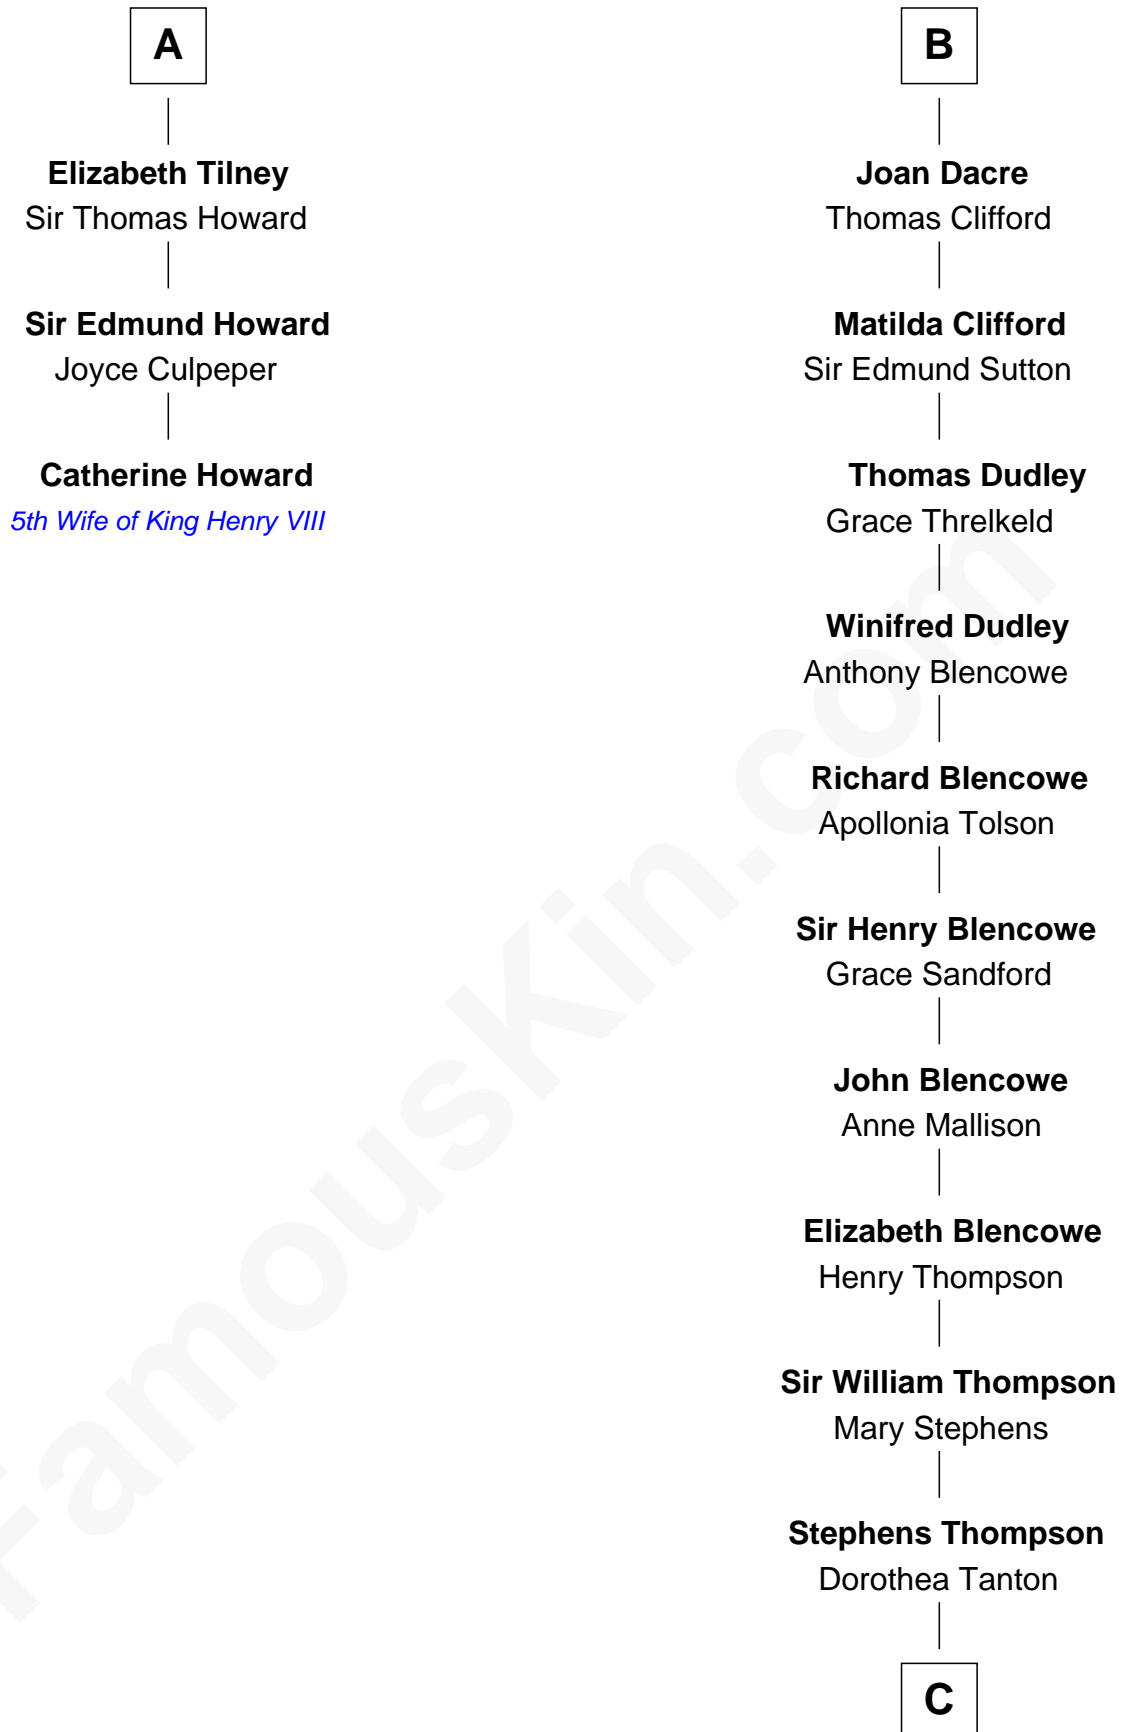 A
Elizabeth Tilney
Sir Thomas Howard
Sir Edmund Howard
Joyce Culpeper
Catherine Howard
5th Wife of King Henry VIII
B
Joan Dacre
Thomas Clifford
Matilda Clifford
Sir Edmund Sutton
Thomas Dudley
Grace Threlkeld
Winifred Dudley
Anthony Blencowe
Richard Blencowe
Apollonia Tolson
Sir Henry Blencowe
Grace Sandford
John Blencowe
Anne Mallison
Elizabeth Blencowe
Henry Thompson
Sir William Thompson
Mary Stephens
Stephens Thompson
Dorothea Tanton
C
FamousKin.com